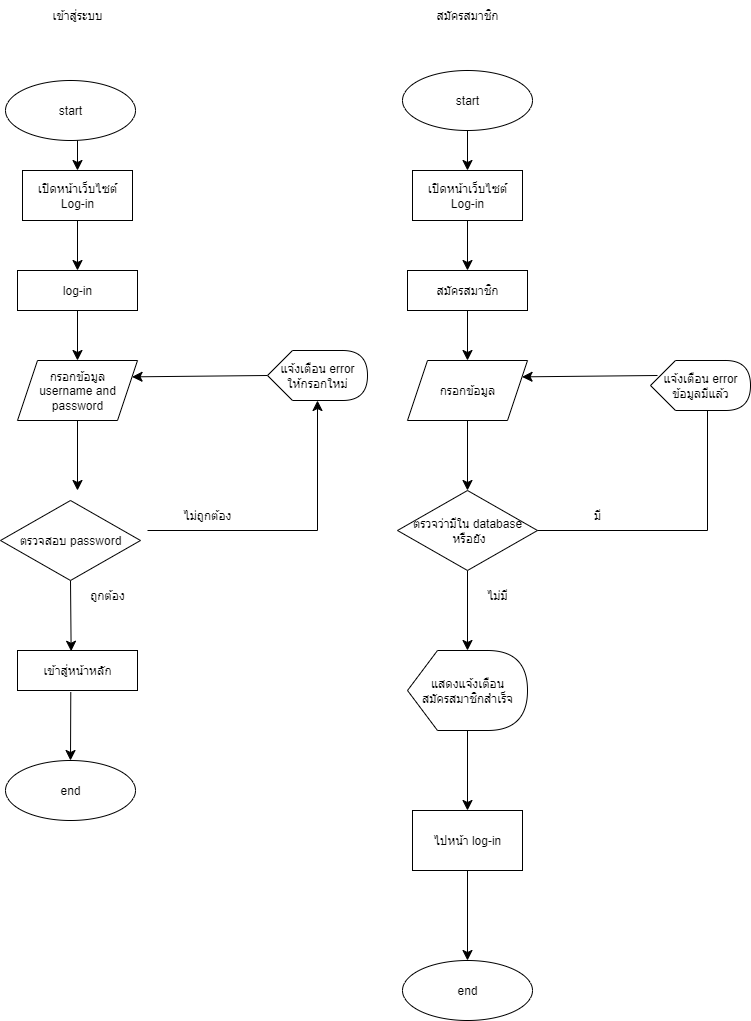 เข้าสู่ระบบ
start
เปิดหน้าเว็บไซต์
Log-in
log-in
กรอกข้อมูล
username and
password
แจ้งเตือน error
ให้กรอกใหม่
ตรวจสอบ password
ไม่ถูกต้อง
ถูกต้อง
เข้าสู่หน้าหลัก
end
สมัครสมาชิก
start
เปิดหน้าเว็บไซต์
Log-in
สมัครสมาชิก
กรอกข้อมูล
แจ้งเตือน error
ข้อมูลมีแล้ว
ตรวจว่ามีใน database
หรือยัง
มี
ไม่มี
แสดงแจ้งเตือน
สมัครสมาชิกสำเร็จ
ไปหน้า log-in
end